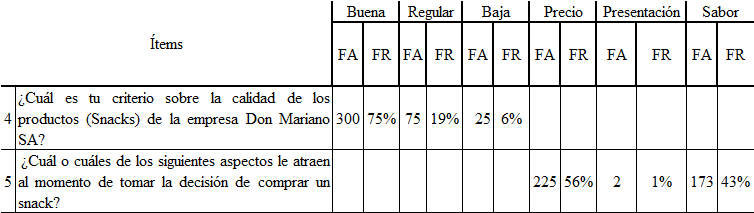 Ítems Buena Regular Baja Precio Presentación Sabor
FA FR FA FR FA FR FA FR FA FR FA FR
4 ¿Cuál es tu criterio sobre la calidad de los
productos (Snacks) de la empresa Don Mariano 300 75% 75 19% 25 6%
SA?
5 ¿Cuál o cuáles de los siguientes aspectos le atraen
al momento de tomar la decisión de comprar un 225 56% 2 1% 173 43%
snack?